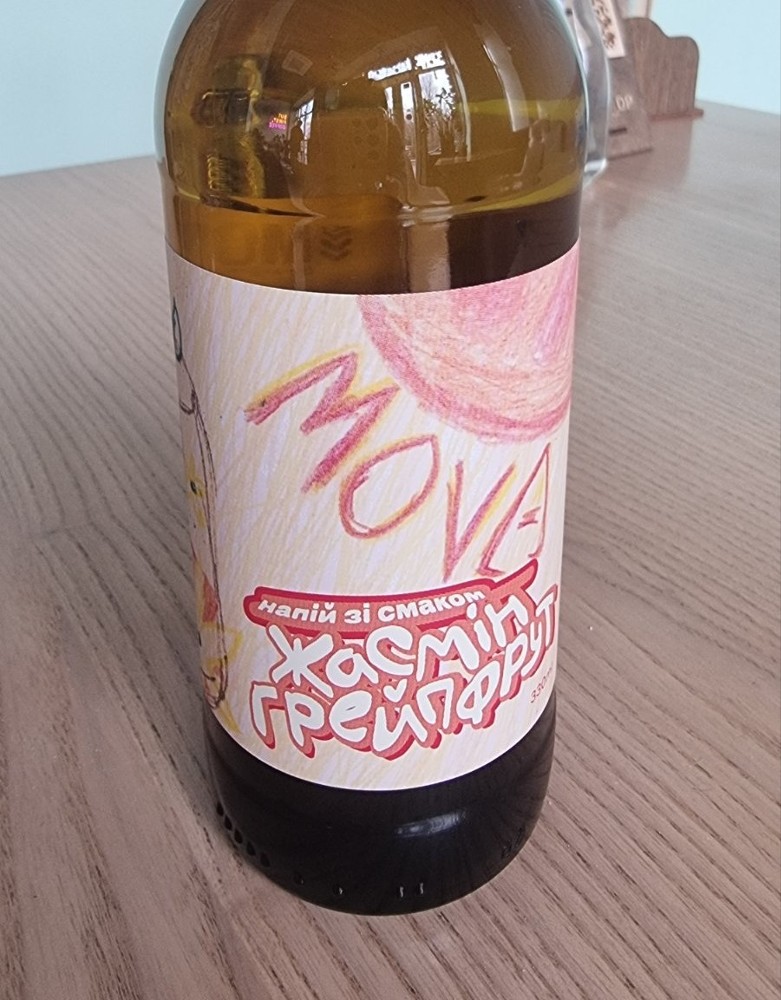 MOVA
напій зі смаком
Жасмін
грейпфрут